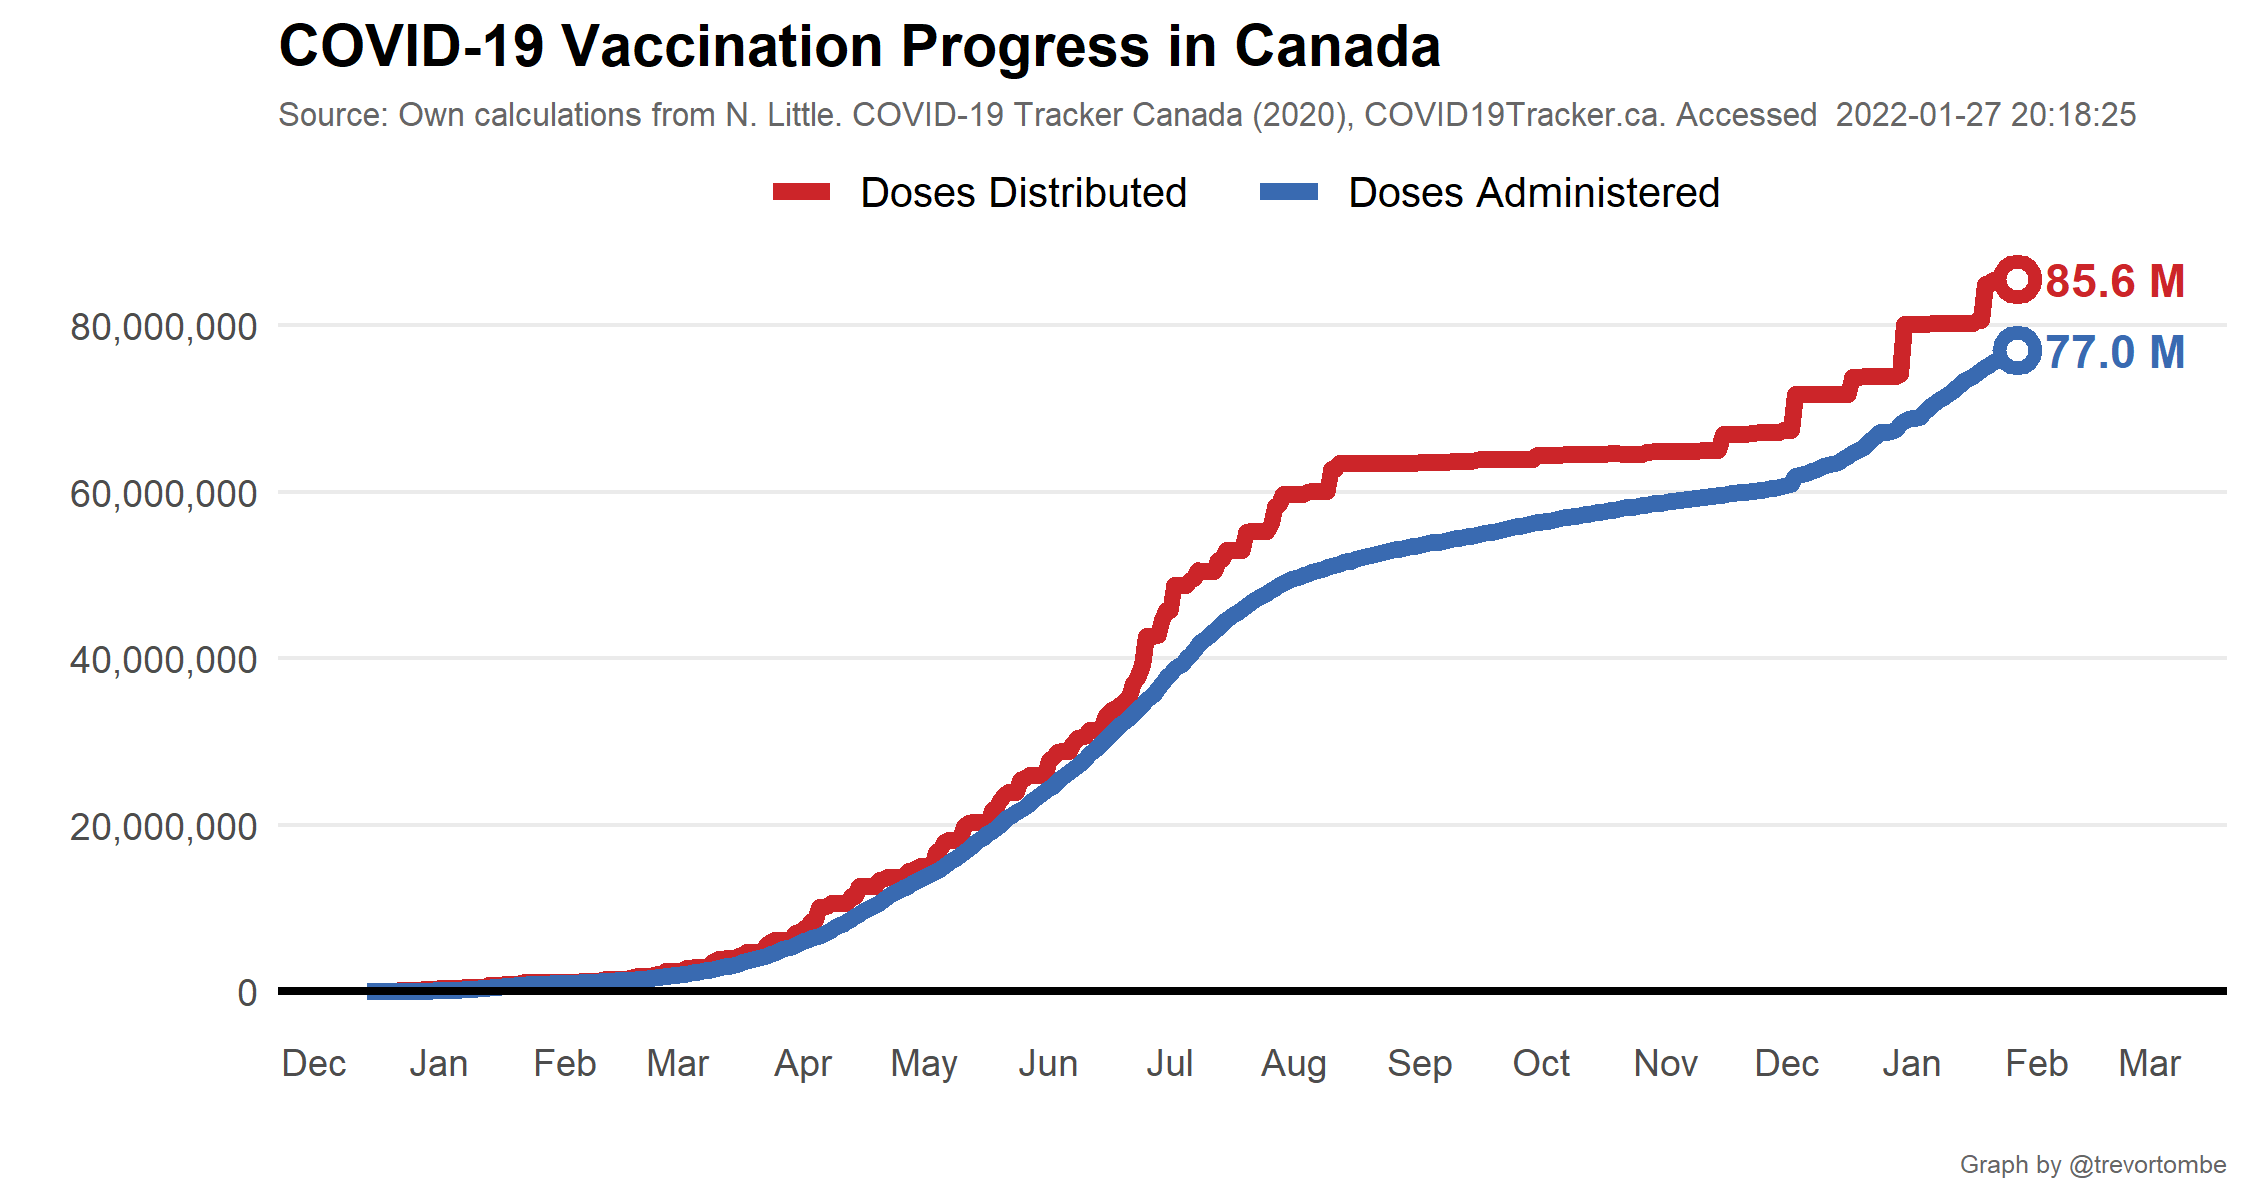 COVID-19 Vaccination Progress in Canada
Source: Own calculations from N. Little. COVID-19 Tracker Canada (2020), COVID19Tracker.ca. Accessed  2022-01-27 20:18:25
Doses Distributed
Doses Administered
85.6 M
77.0 M
80,000,000
60,000,000
40,000,000
20,000,000
0
Dec Jan Feb Mar Apr May Jun Jul Aug Sep Oct Nov Dec Jan Feb Mar
Graph by @trevortombe